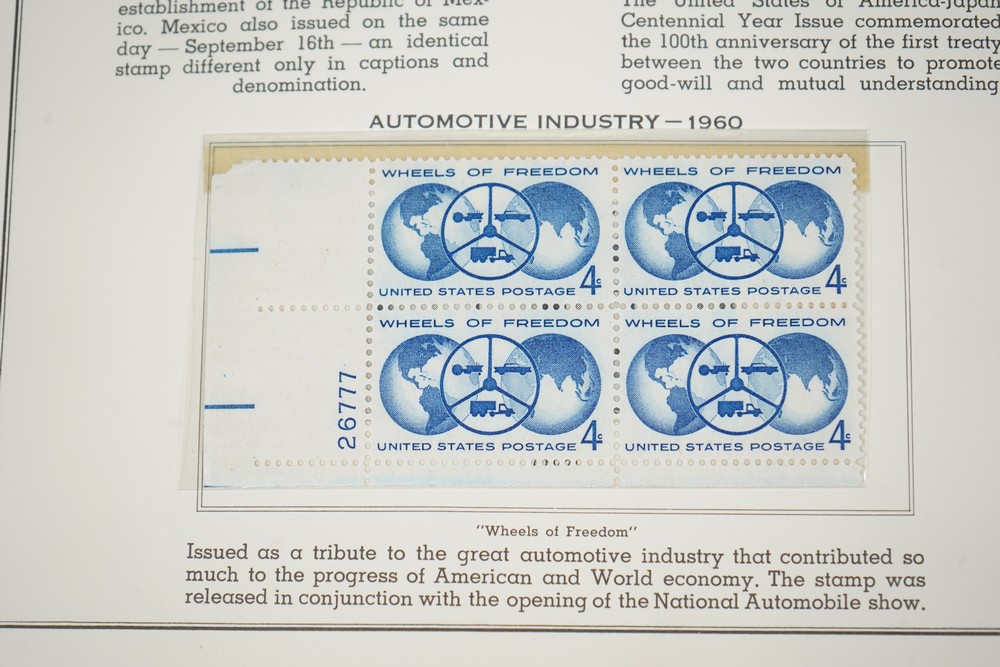 establishment of the Republic of Mex-
ico. Mexico also issued on the same
day — September 16th — an identical
stamp different only in captions and
denomination.
The United States of America-Japan
Centennial Year Issue commemorated
the 100th anniversary of the first treaty
between the two countries to promote
good-will and mutual understanding
AUTOMOTIVE INDUSTRY — 1960
WHEELS OF FREEDOM
UNITED STATES POSTAGE 4c
WHEELS OF FREEDOM
UNITED STATES POSTAGE 4c
WHEELS OF FREEDOM
UNITED STATES POSTAGE 4c
WHEELS OF FREEDOM
UNITED STATES POSTAGE 4c
26777
"Wheels of Freedom"
Issued as a tribute to the great automotive industry that contributed so
much to the progress of American and World economy. The stamp was
released in conjunction with the opening of the National Automobile show.